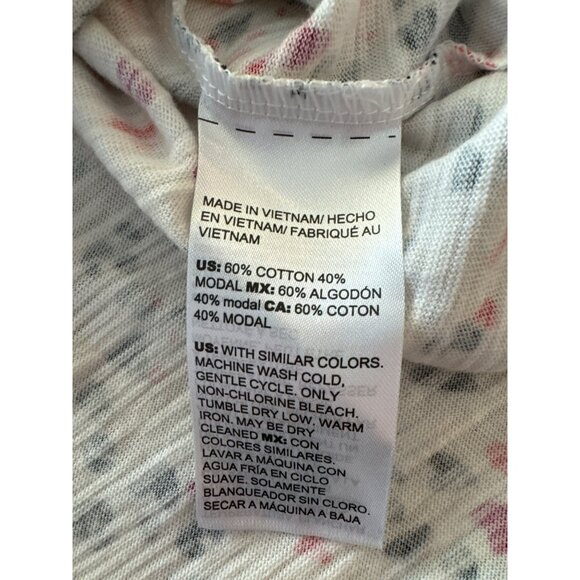 MADE IN VIETNAM/ HECHO
EN VIETNAM/ FABRIQUÉ AU
VIETNAM
US: 60% COTTON 40%
MODAL MX: 60% ALGODÓN
40% modal CA: 60% COTON
40% MODAL
US: WITH SIMILAR COLORS.
MACHINE WASH COLD,
GENTLE CYCLE. ONLY
NON-CHLORINE BLEACH.
TUMBLE DRY LOW. WARM
IRON. MAY BE DRY
CLEANED MX: CON
COLORES SIMILARES.
LAVAR A MÁQUINA CON
AGUA FRÍA EN CICLO
SUAVE. SOLAMENTE
BLANQUEADOR SIN CLORO.
SECAR A MÁQUINA A BAJA